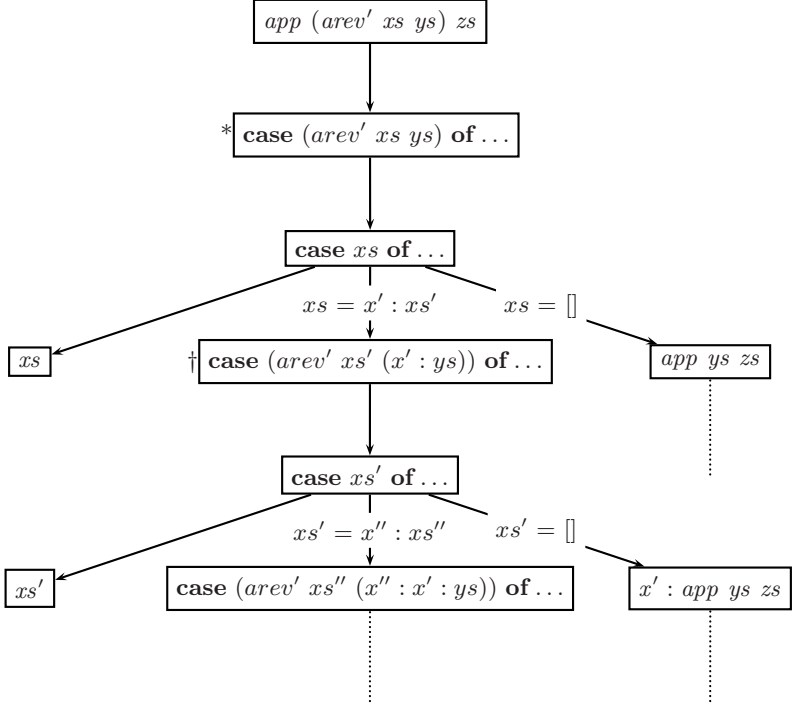 app (arev′ xs ys) zs
* case (arev′ xs ys) of …
case xs of …
xs = x′ : xs′
xs = []
xs
† case (arev′ xs′ (x′ : ys)) of …
app ys zs
case xs′ of …
xs′ = x″ : xs″
xs′ = []
xs′
case (arev′ xs″ (x″ : x′ : ys)) of …
x′ : app ys zs